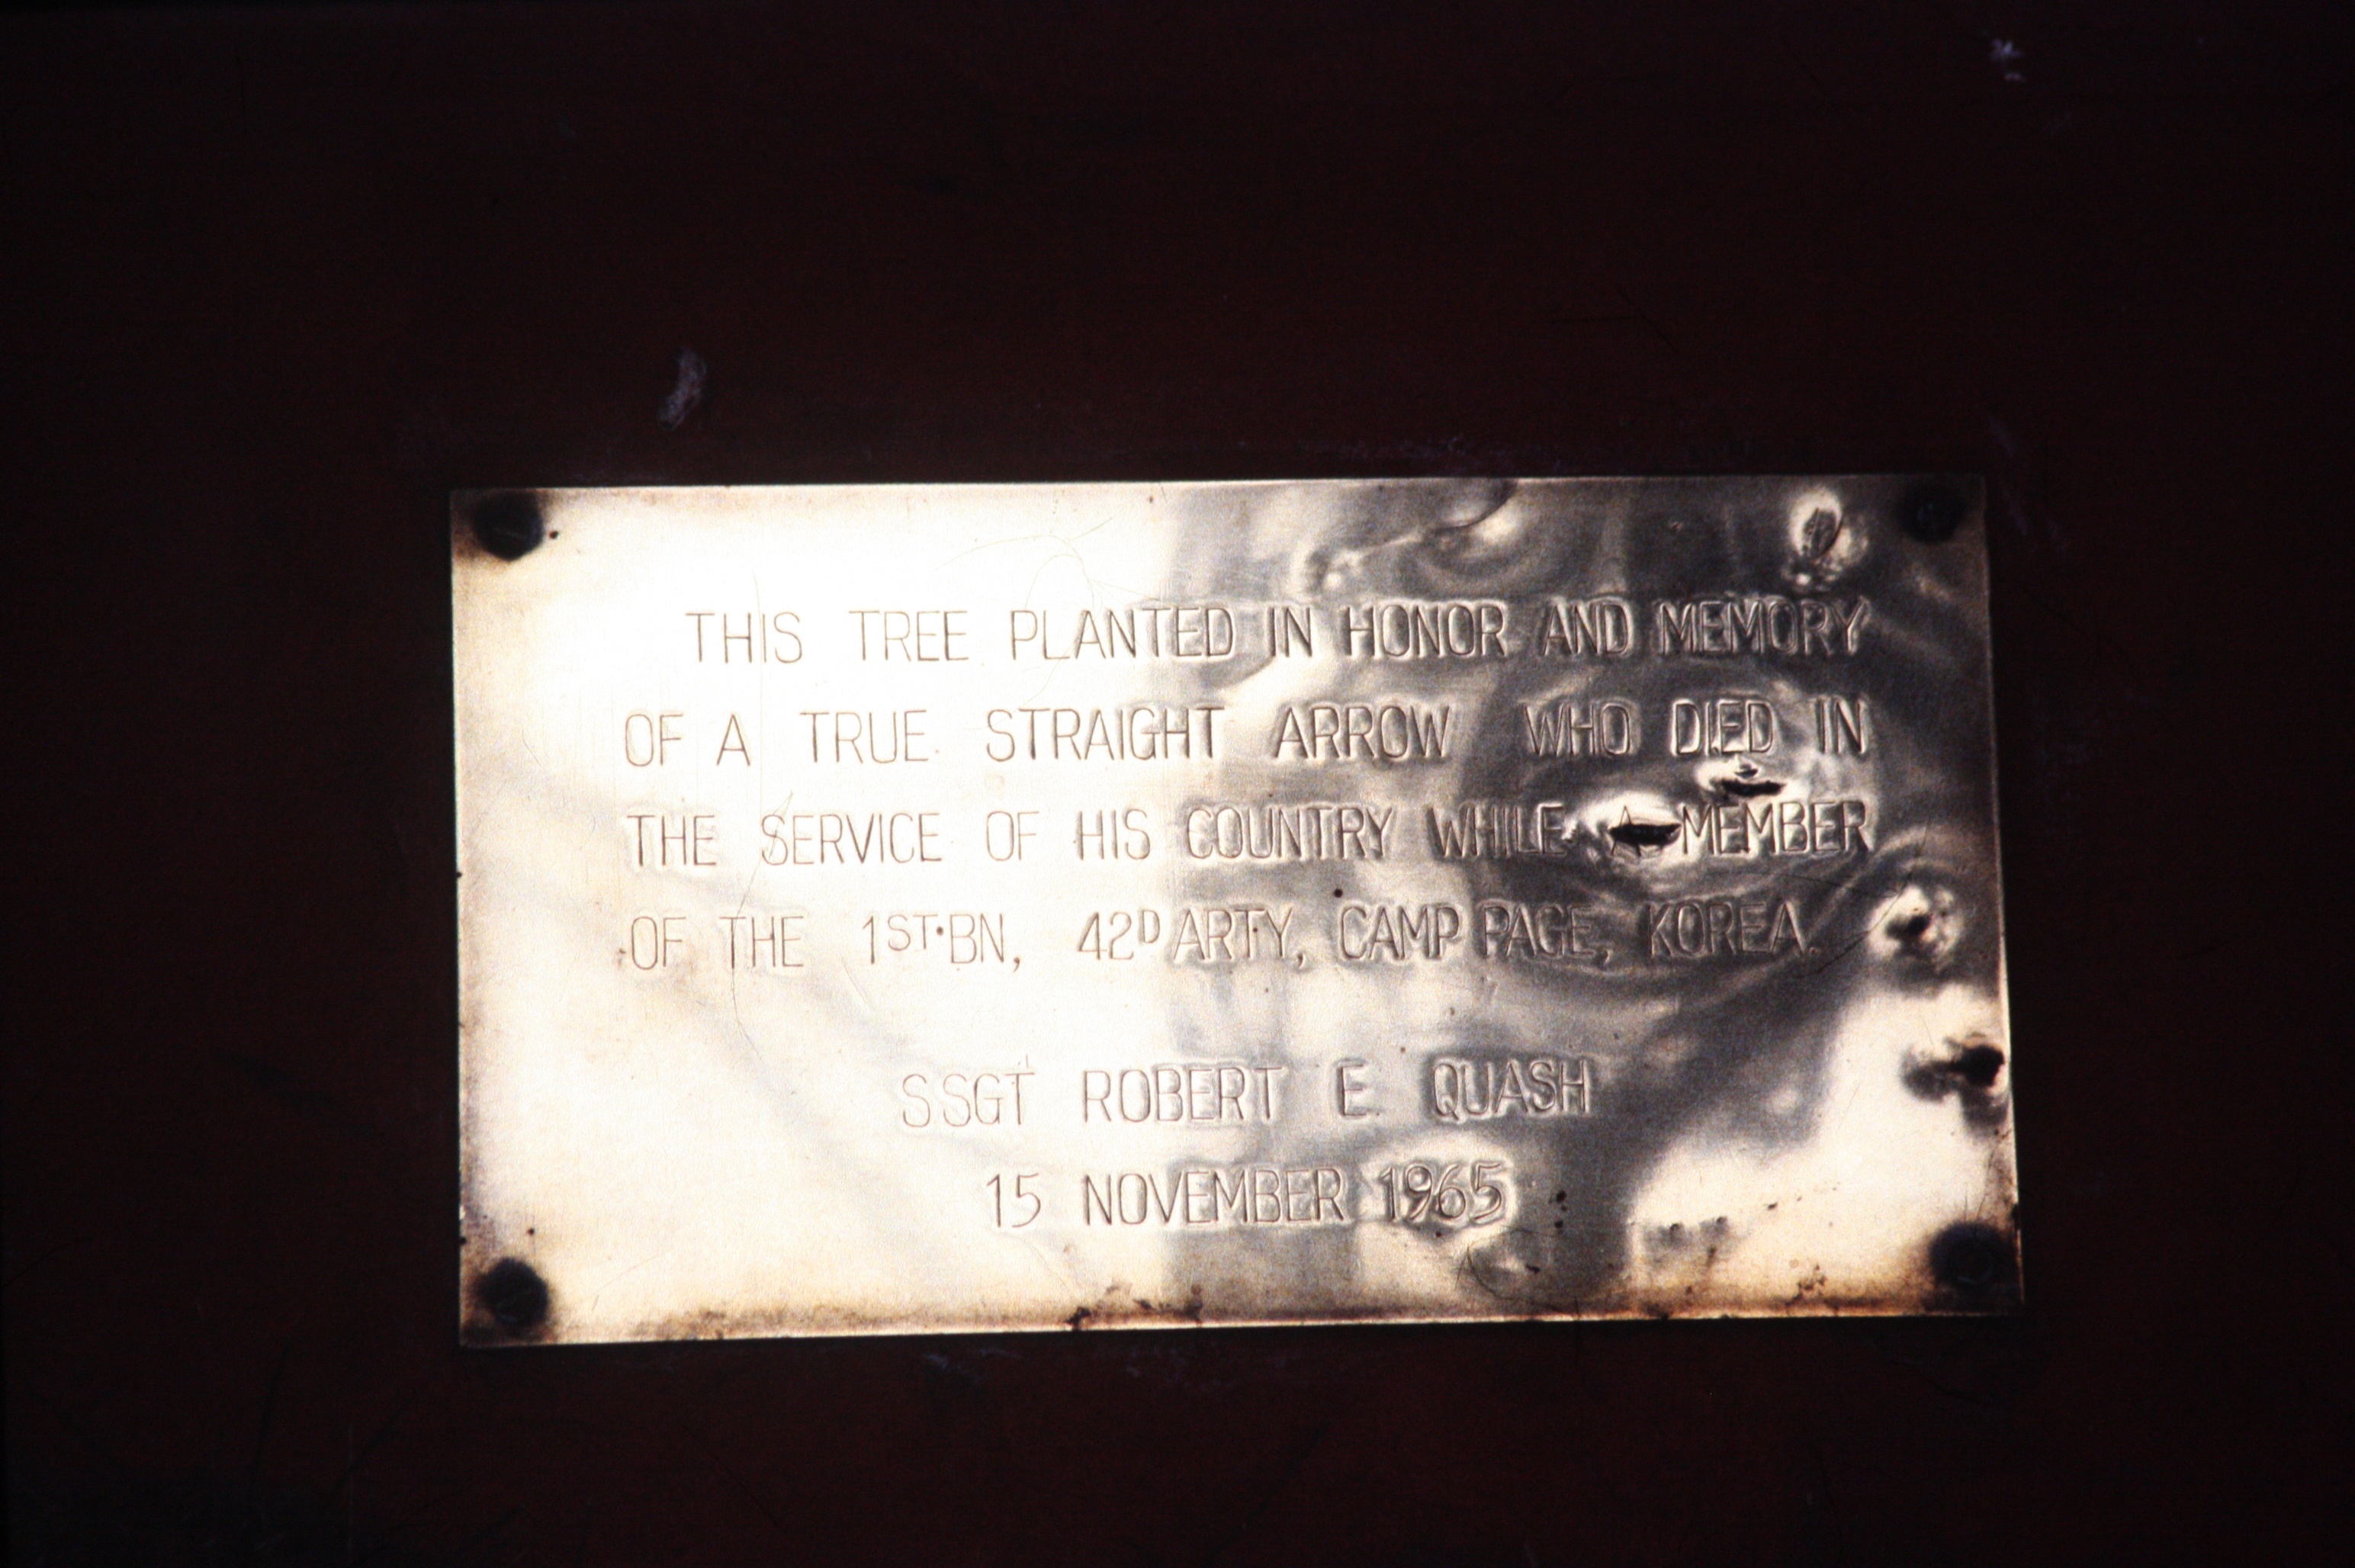 THIS TREE PLANTED IN HONOR AND MEMORY
OF A TRUE STRAIGHT ARROW WHO DIED IN
THE SERVICE OF HIS COUNTRY WHILE A MEMBER
OF THE 1ST BN, 42D ARTY, CAMP PAGE, KOREA.
SSGT ROBERT E. QUASH
15 NOVEMBER 1965